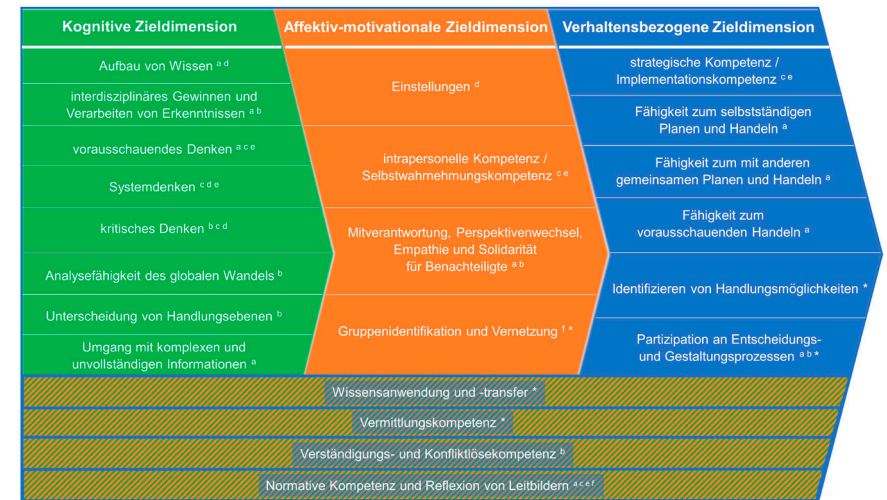 Kognitive Zieldimension
Aufbau von Wissen a d
interdisziplinäres Gewinnen und
Verarbeiten von Erkenntnissen a b
vorausschauendes Denken a c e
Systemdenken c d e
kritisches Denken b c d
Analysefähigkeit des globalen Wandels b
Unterscheidung von Handlungsebenen b
Umgang mit komplexen und
unvollständigen Informationen a
Affektiv-motivationale Zieldimension
Einstellungen d
intrapersonelle Kompetenz /
Selbstwahrnehmungskompetenz c e
Mitverantwortung, Perspektivenwechsel,
Empathie und Solidarität
für Benachteiligte a b
Gruppenidentifikation und Vernetzung f *
Verhaltensbezogene Zieldimension
strategische Kompetenz /
Implementationskompetenz c e
Fähigkeit zum selbstständigen
Planen und Handeln a
Fähigkeit zum mit anderen
gemeinsamen Planen und Handeln a
Fähigkeit zum
vorausschauenden Handeln a
Identifizieren von Handlungsmöglichkeiten *
Partizipation an Entscheidungs-
und Gestaltungsprozessen a b *
Wissensanwendung und -transfer *
Vermittlungskompetenz *
Verständigungs- und Konfliktlösekompetenz b
Normative Kompetenz und Reflexion von Leitbildern a c e f